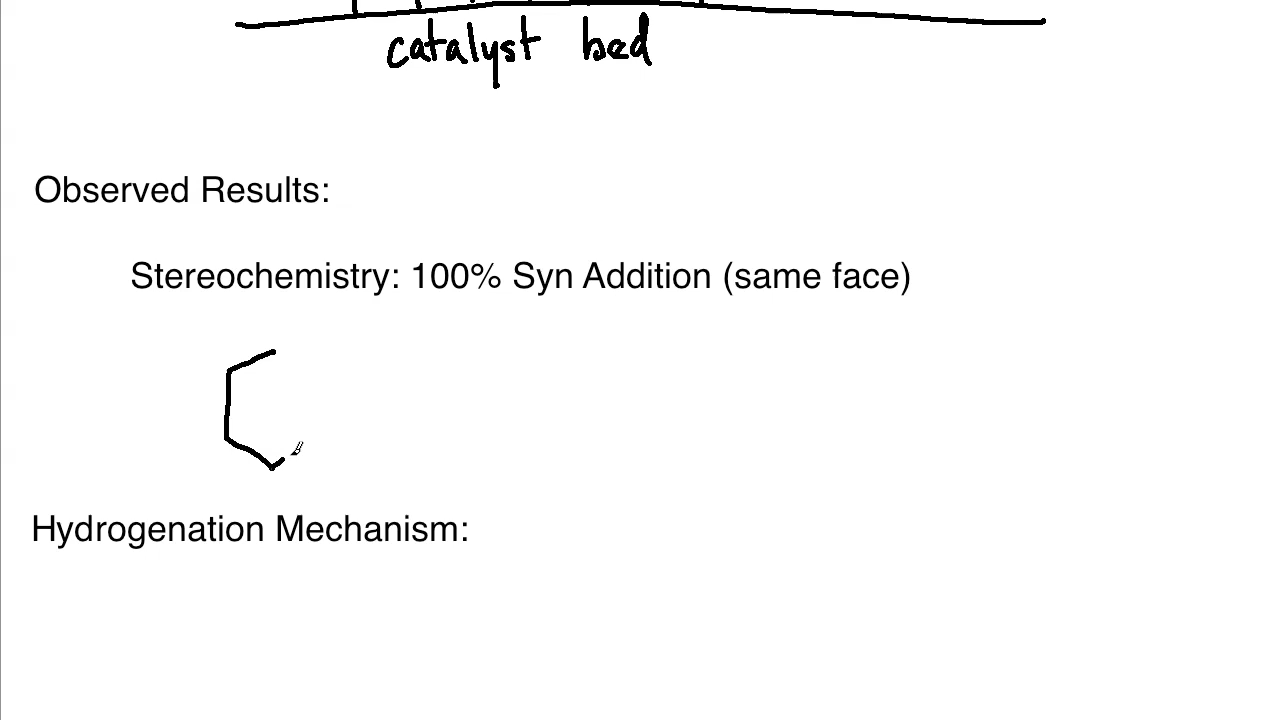 catalyst bed
Observed Results:
Stereochemistry: 100% Syn Addition (same face)
Hydrogenation Mechanism: